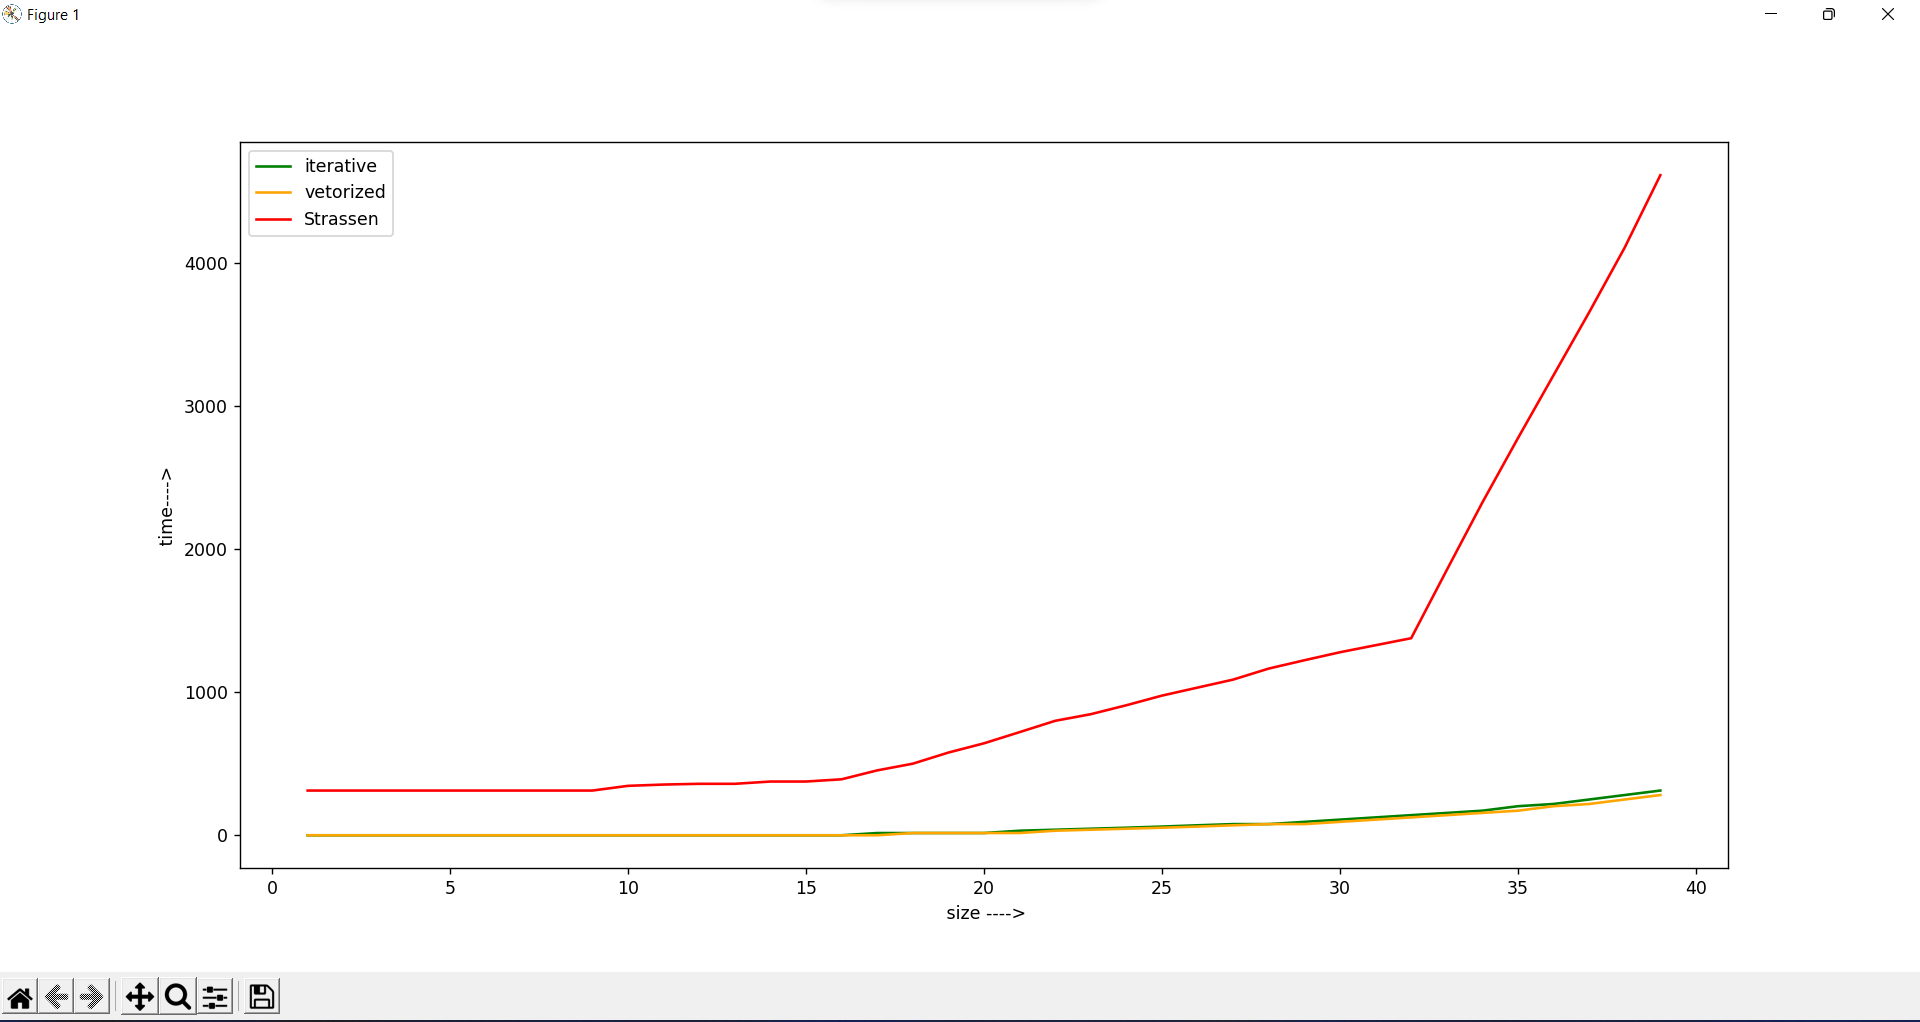 Figure 1
iterative
vetorized
Strassen
4000
3000
2000
1000
0
time---->
0 5 10 15 20 25 30 35 40
size ---->